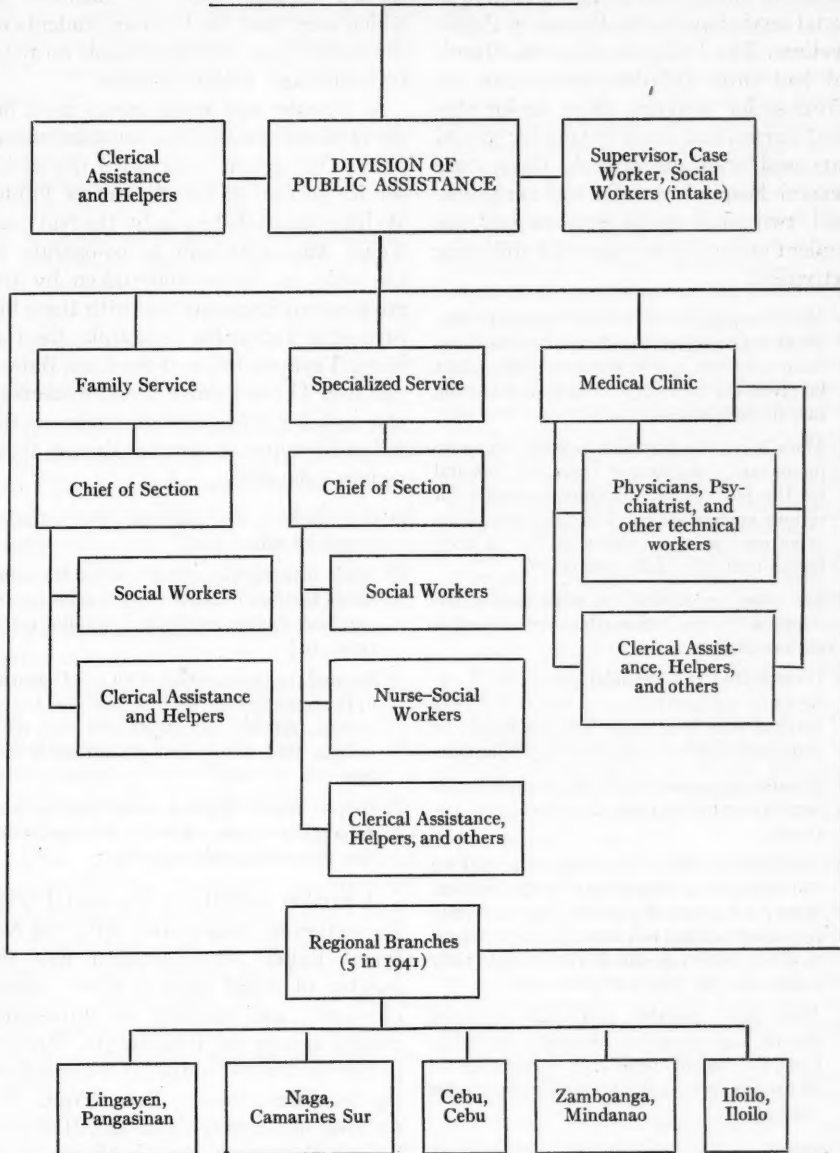 Clerical
Assistance
and Helpers
DIVISION OF
PUBLIC ASSISTANCE
Supervisor, Case
Worker, Social
Workers (intake)
Family Service
Specialized Service
Medical Clinic
Chief of Section
Chief of Section
Physicians, Psy-
chiatrist, and
other technical
workers
Social Workers
Social Workers
Clerical Assist-
ance, Helpers,
and others
Clerical Assistance
and Helpers
Nurse–Social
Workers
Clerical Assistance,
Helpers, and others
Regional Branches
(5 in 1941)
Lingayen,
Pangasinan
Naga,
Camarines Sur
Cebu,
Cebu
Zamboanga,
Mindanao
Iloilo,
Iloilo